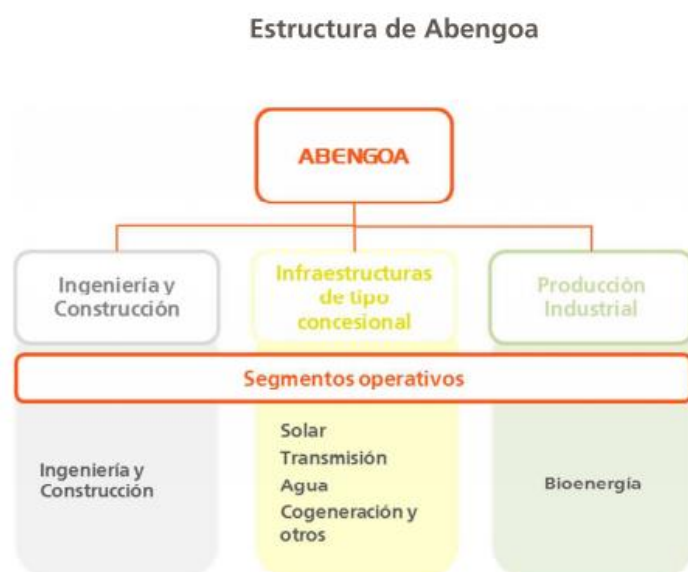 Estructura de Abengoa
ABENGOA
Ingeniería y
Construcción
Infraestructuras
de tipo
concesional
Producción
Industrial
Segmentos operativos
Ingeniería y
Construcción
Solar
Transmisión
Agua
Cogeneración y
otros
Bioenergía